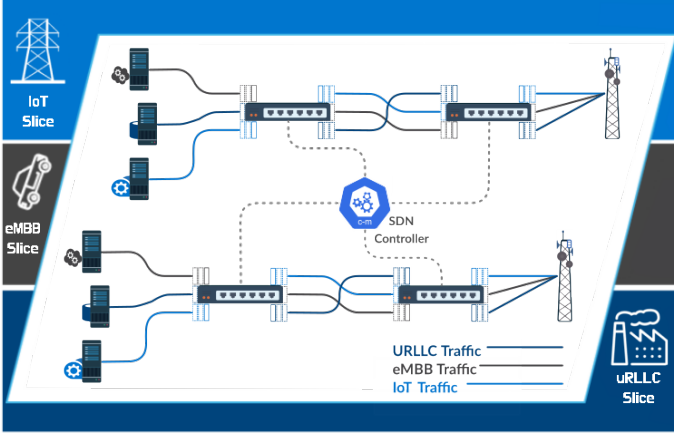 IoT
Slice
eMBB
Slice
c-m
SDN
Controller
URLLC Traffic
eMBB Traffic
IoT Traffic
uRLLC
Slice